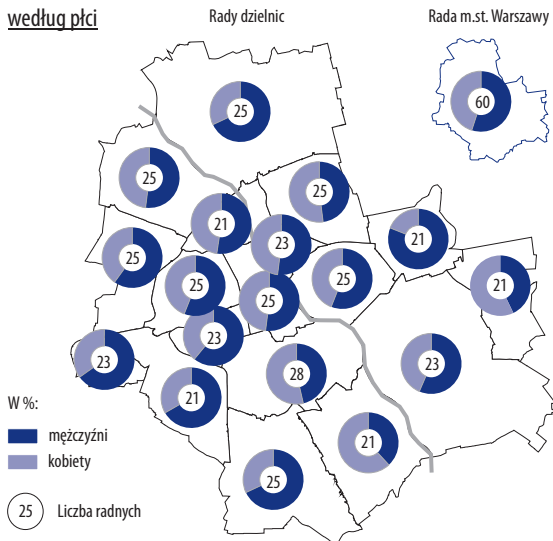 według płci
Rady dzielnic
Rada m.st. Warszawy
60
25
25
25
21
23
21
25
25
25
21
25
23
23
23
28
21
21
25
W %:
mężczyźni
kobiety
25 Liczba radnych